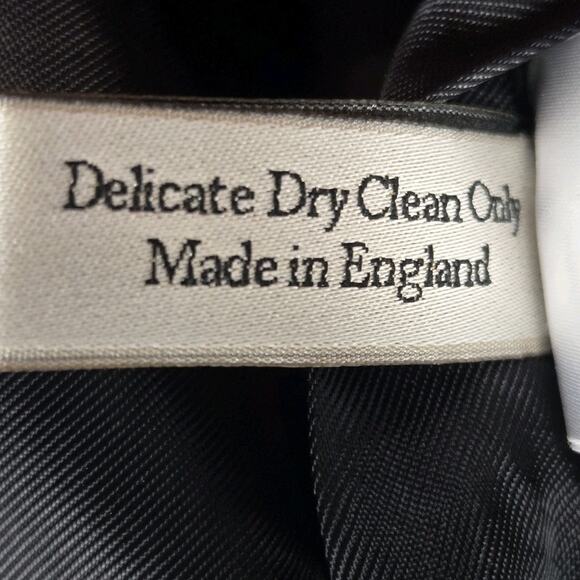 Delicate Dry Clean Only
Made in England